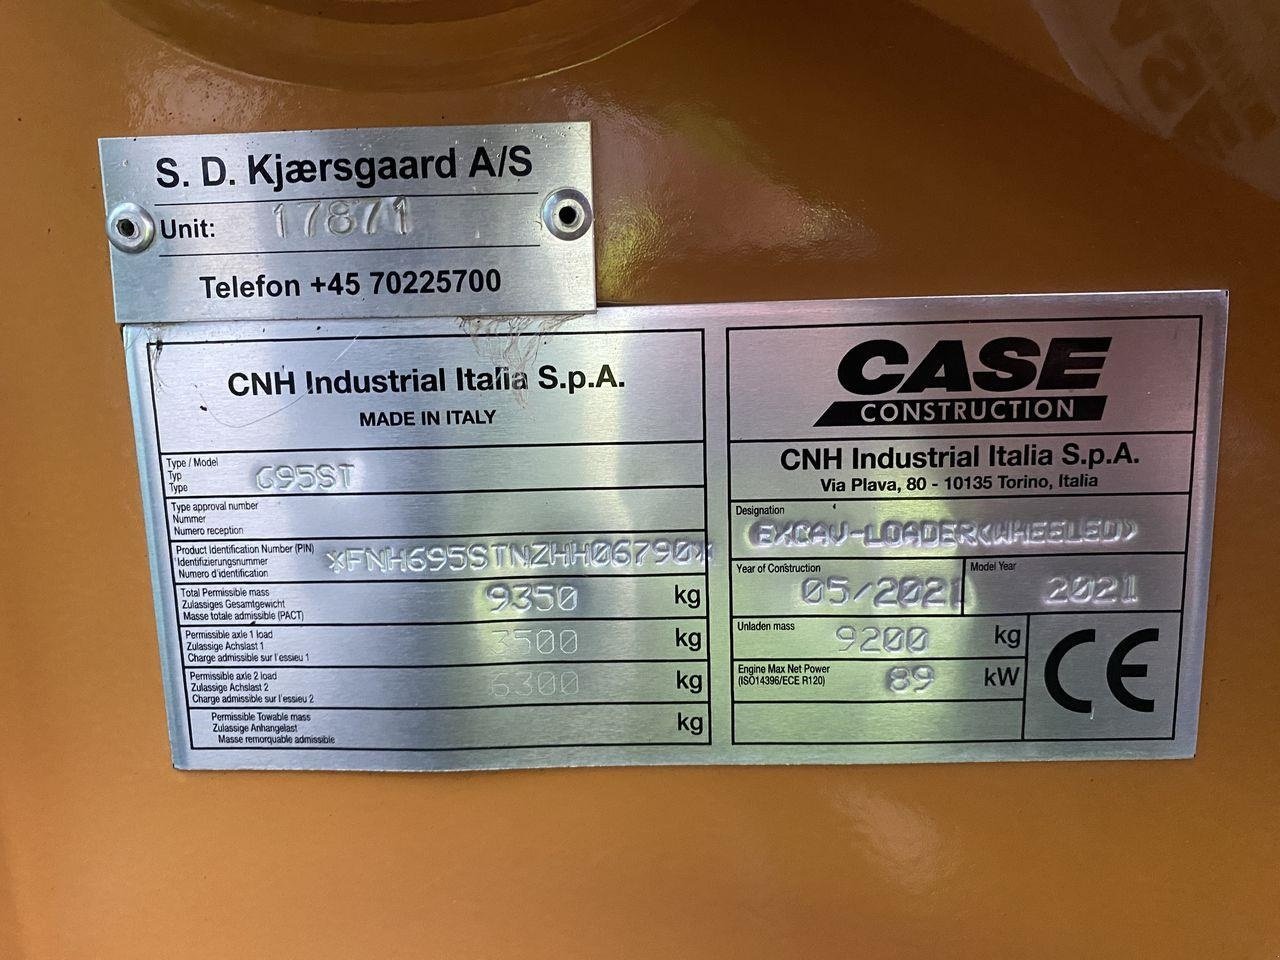 S. D. Kjærsgaard A/S
Unit: 17871
Telefon +45 70225700
CNH Industrial Italia S.p.A.
MADE IN ITALY
Type / Model
Typ
Type
695ST
Type approval number
Nummer
Numero reception
Product Identification Number (PIN)
Identifizierungsnummer
Numero d'identification
*FNH695STNZHH06790*
Total Permissible mass
Zulassiges Gesamtgewicht
Masse totale admissible (PACT)
9350 kg
Permissible axle 1 load
Zulassige Achslast 1
Charge admissible sur l'essieu 1
3500 kg
Permissible axle 2 load
Zulassige Achslast 2
Charge admissible sur l'essieu 2
6300 kg
Permissible Towable mass
Zulassige Anhangelast
Masse remorquable admissible
kg
CASE
CONSTRUCTION
CNH Industrial Italia S.p.A.
Via Plava, 80 - 10135 Torino, Italia
Designation
EXCAV-LOADER(WHEELED)
Year of Construction
05/2021
Model Year
2021
Unladen mass
9200 kg
Engine Max Net Power
(ISO14396/ECE R120)
89 kW
CE